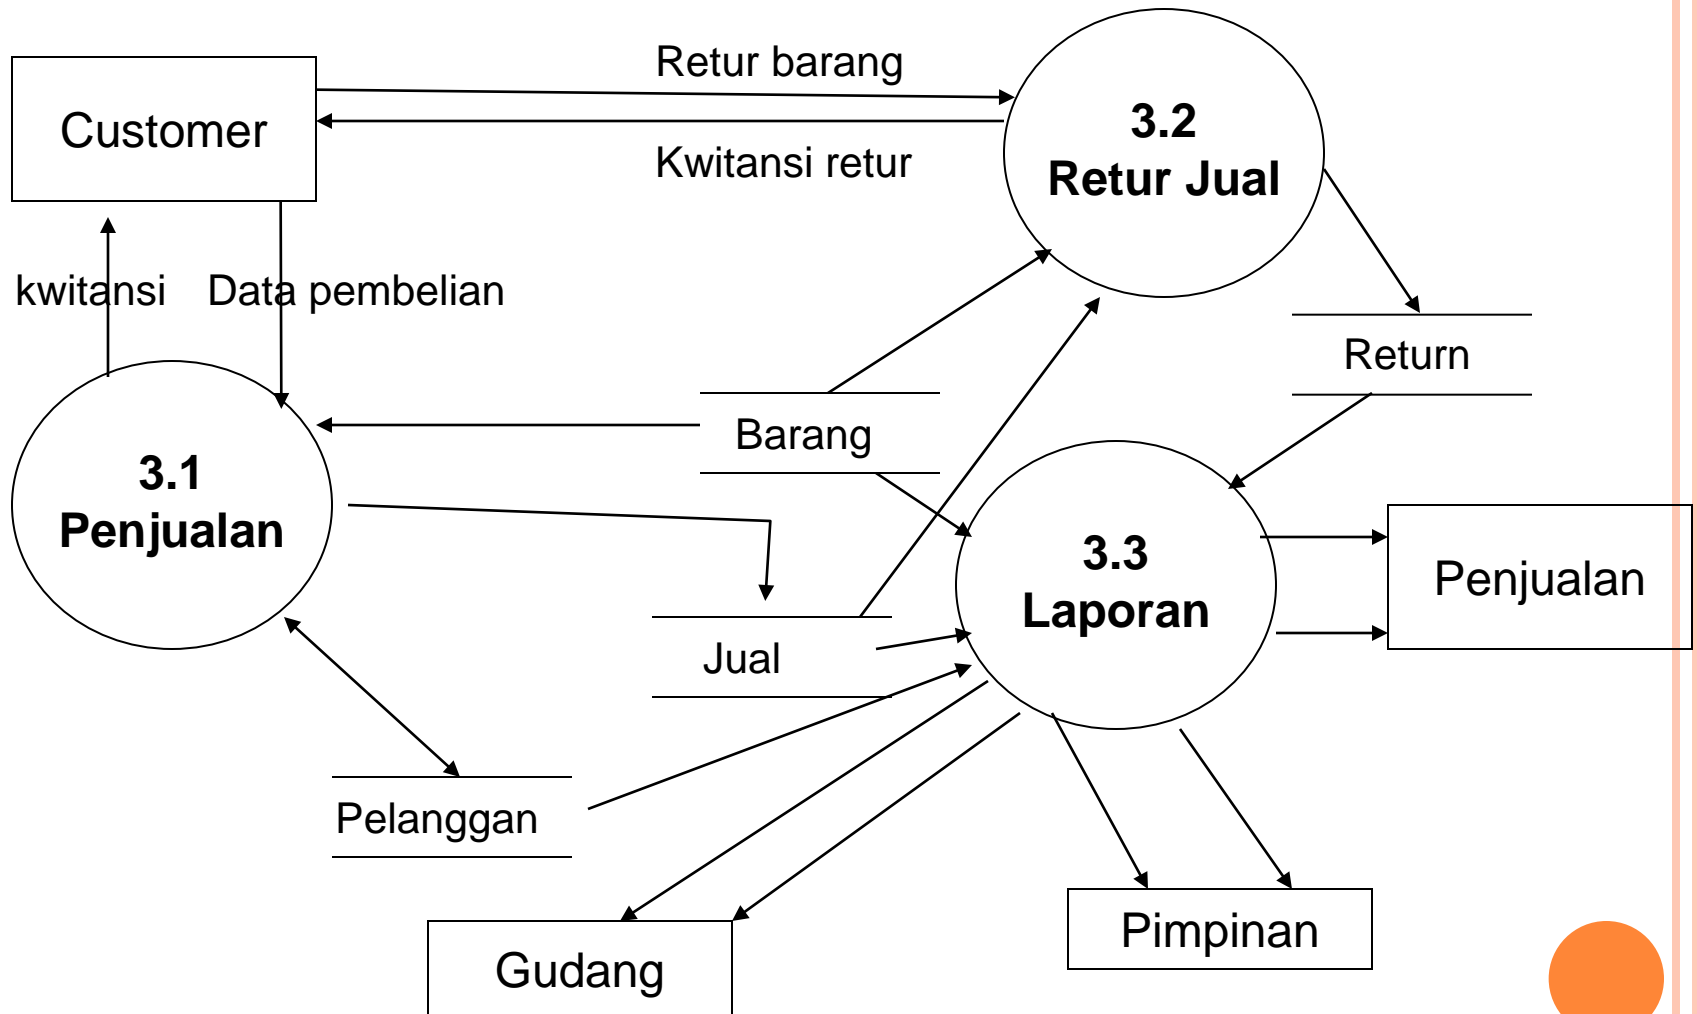 Retur barang
Customer
3.2
Retur Jual
Kwitansi retur
kwitansi
Data pembelian
Return
Barang
3.1
Penjualan
3.3
Laporan
Penjualan
Jual
Pelanggan
Pimpinan
Gudang